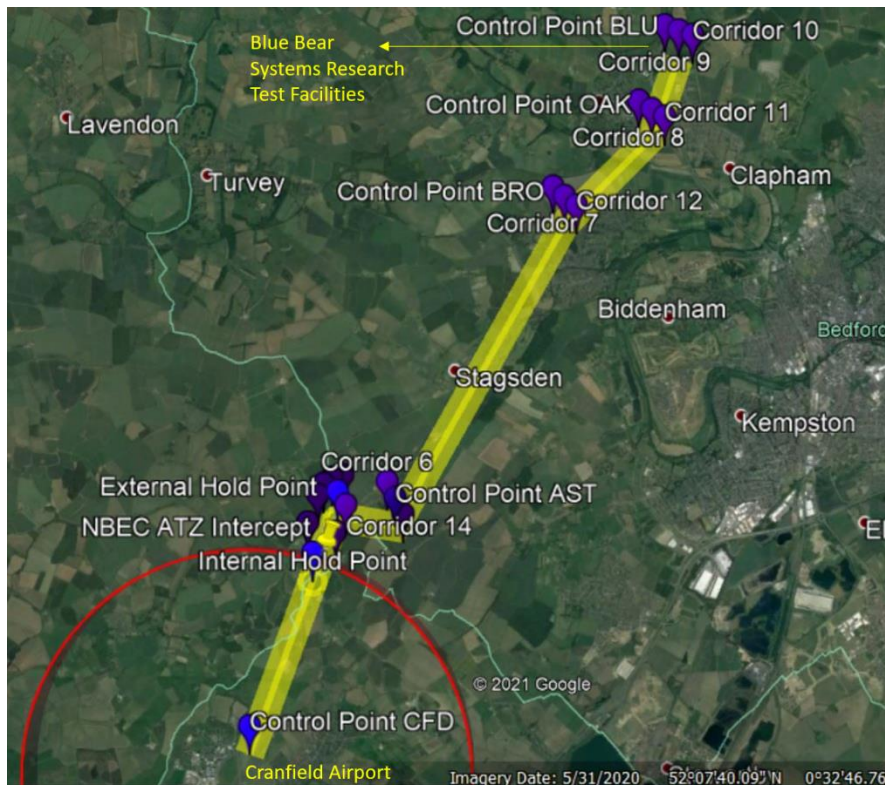 Blue Bear
Systems Research
Test Facilities
Control Point BLU
Corridor 10
Corridor 9
Control Point OAK
Corridor 11
Corridor 8
Lavendon
Turvey
Clapham
Control Point BRO
Corridor 12
Corridor 7
Biddenham
Bedford
Stagsden
Kempston
Corridor 6
External Hold Point
Control Point AST
NBEC ATZ Intercept
Corridor 14
Internal Hold Point
© 2021 Google
Control Point CFD
Cranfield Airport
Imagery Date: 5/31/2020 52°07'40.09" N 0°32'46.76